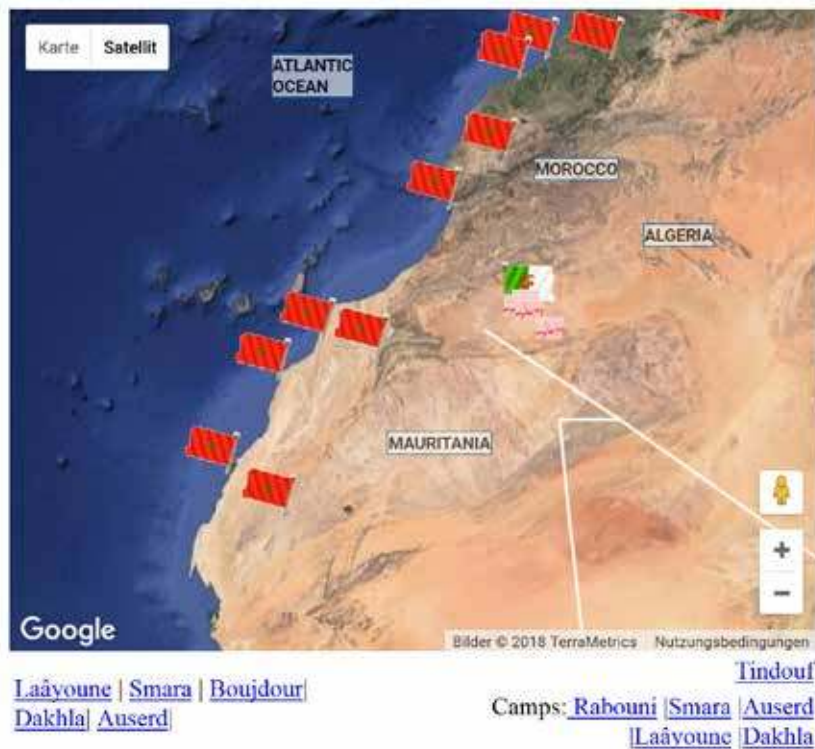 Karte Satellit
ATLANTIC
OCEAN
MOROCCO
ALGERIA
MAURITANIA
Google
Bilder © 2018 TerraMetrics Nutzungsbedingungen
Laâyoune | Smara | Boujdour|
Dakhla| Auserd|
Tindouf
Camps: Rabouni |Smara |Auserd
|Laâyoune |Dakhla